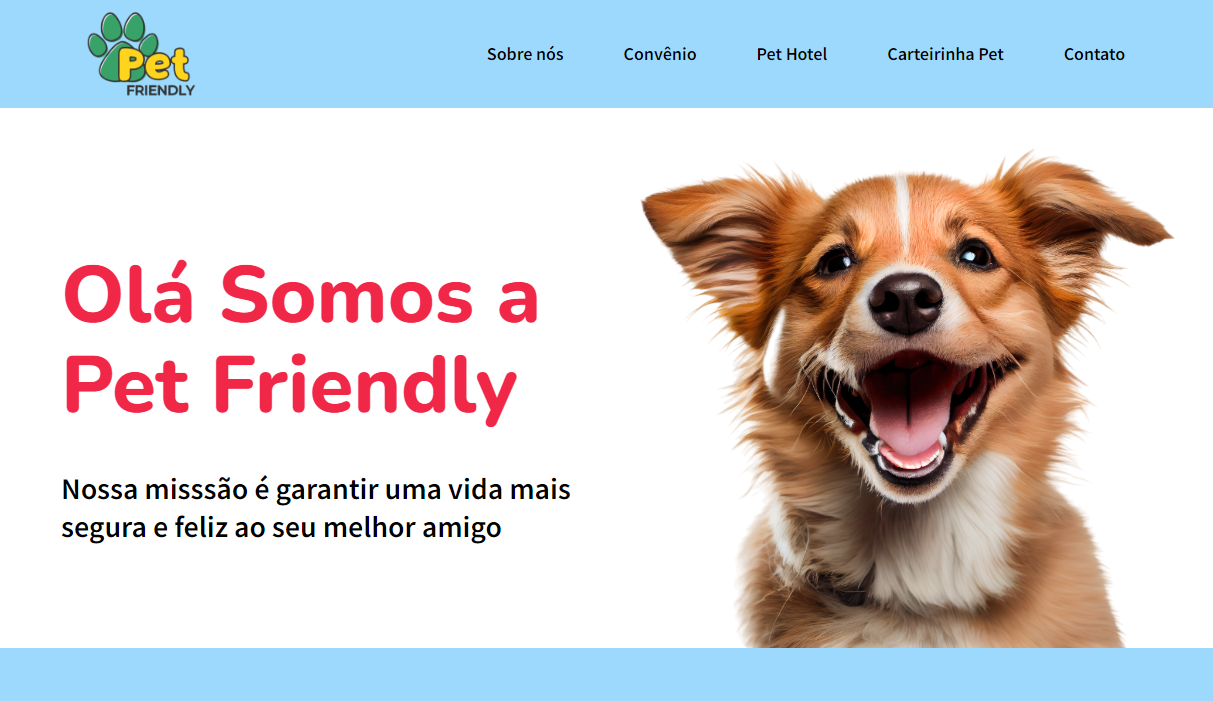 Pet
FRIENDLY
Sobre nós
Convênio
Pet Hotel
Carteirinha Pet
Contato
Olá Somos a
Pet Friendly
Nossa misssão é garantir uma vida mais
segura e feliz ao seu melhor amigo